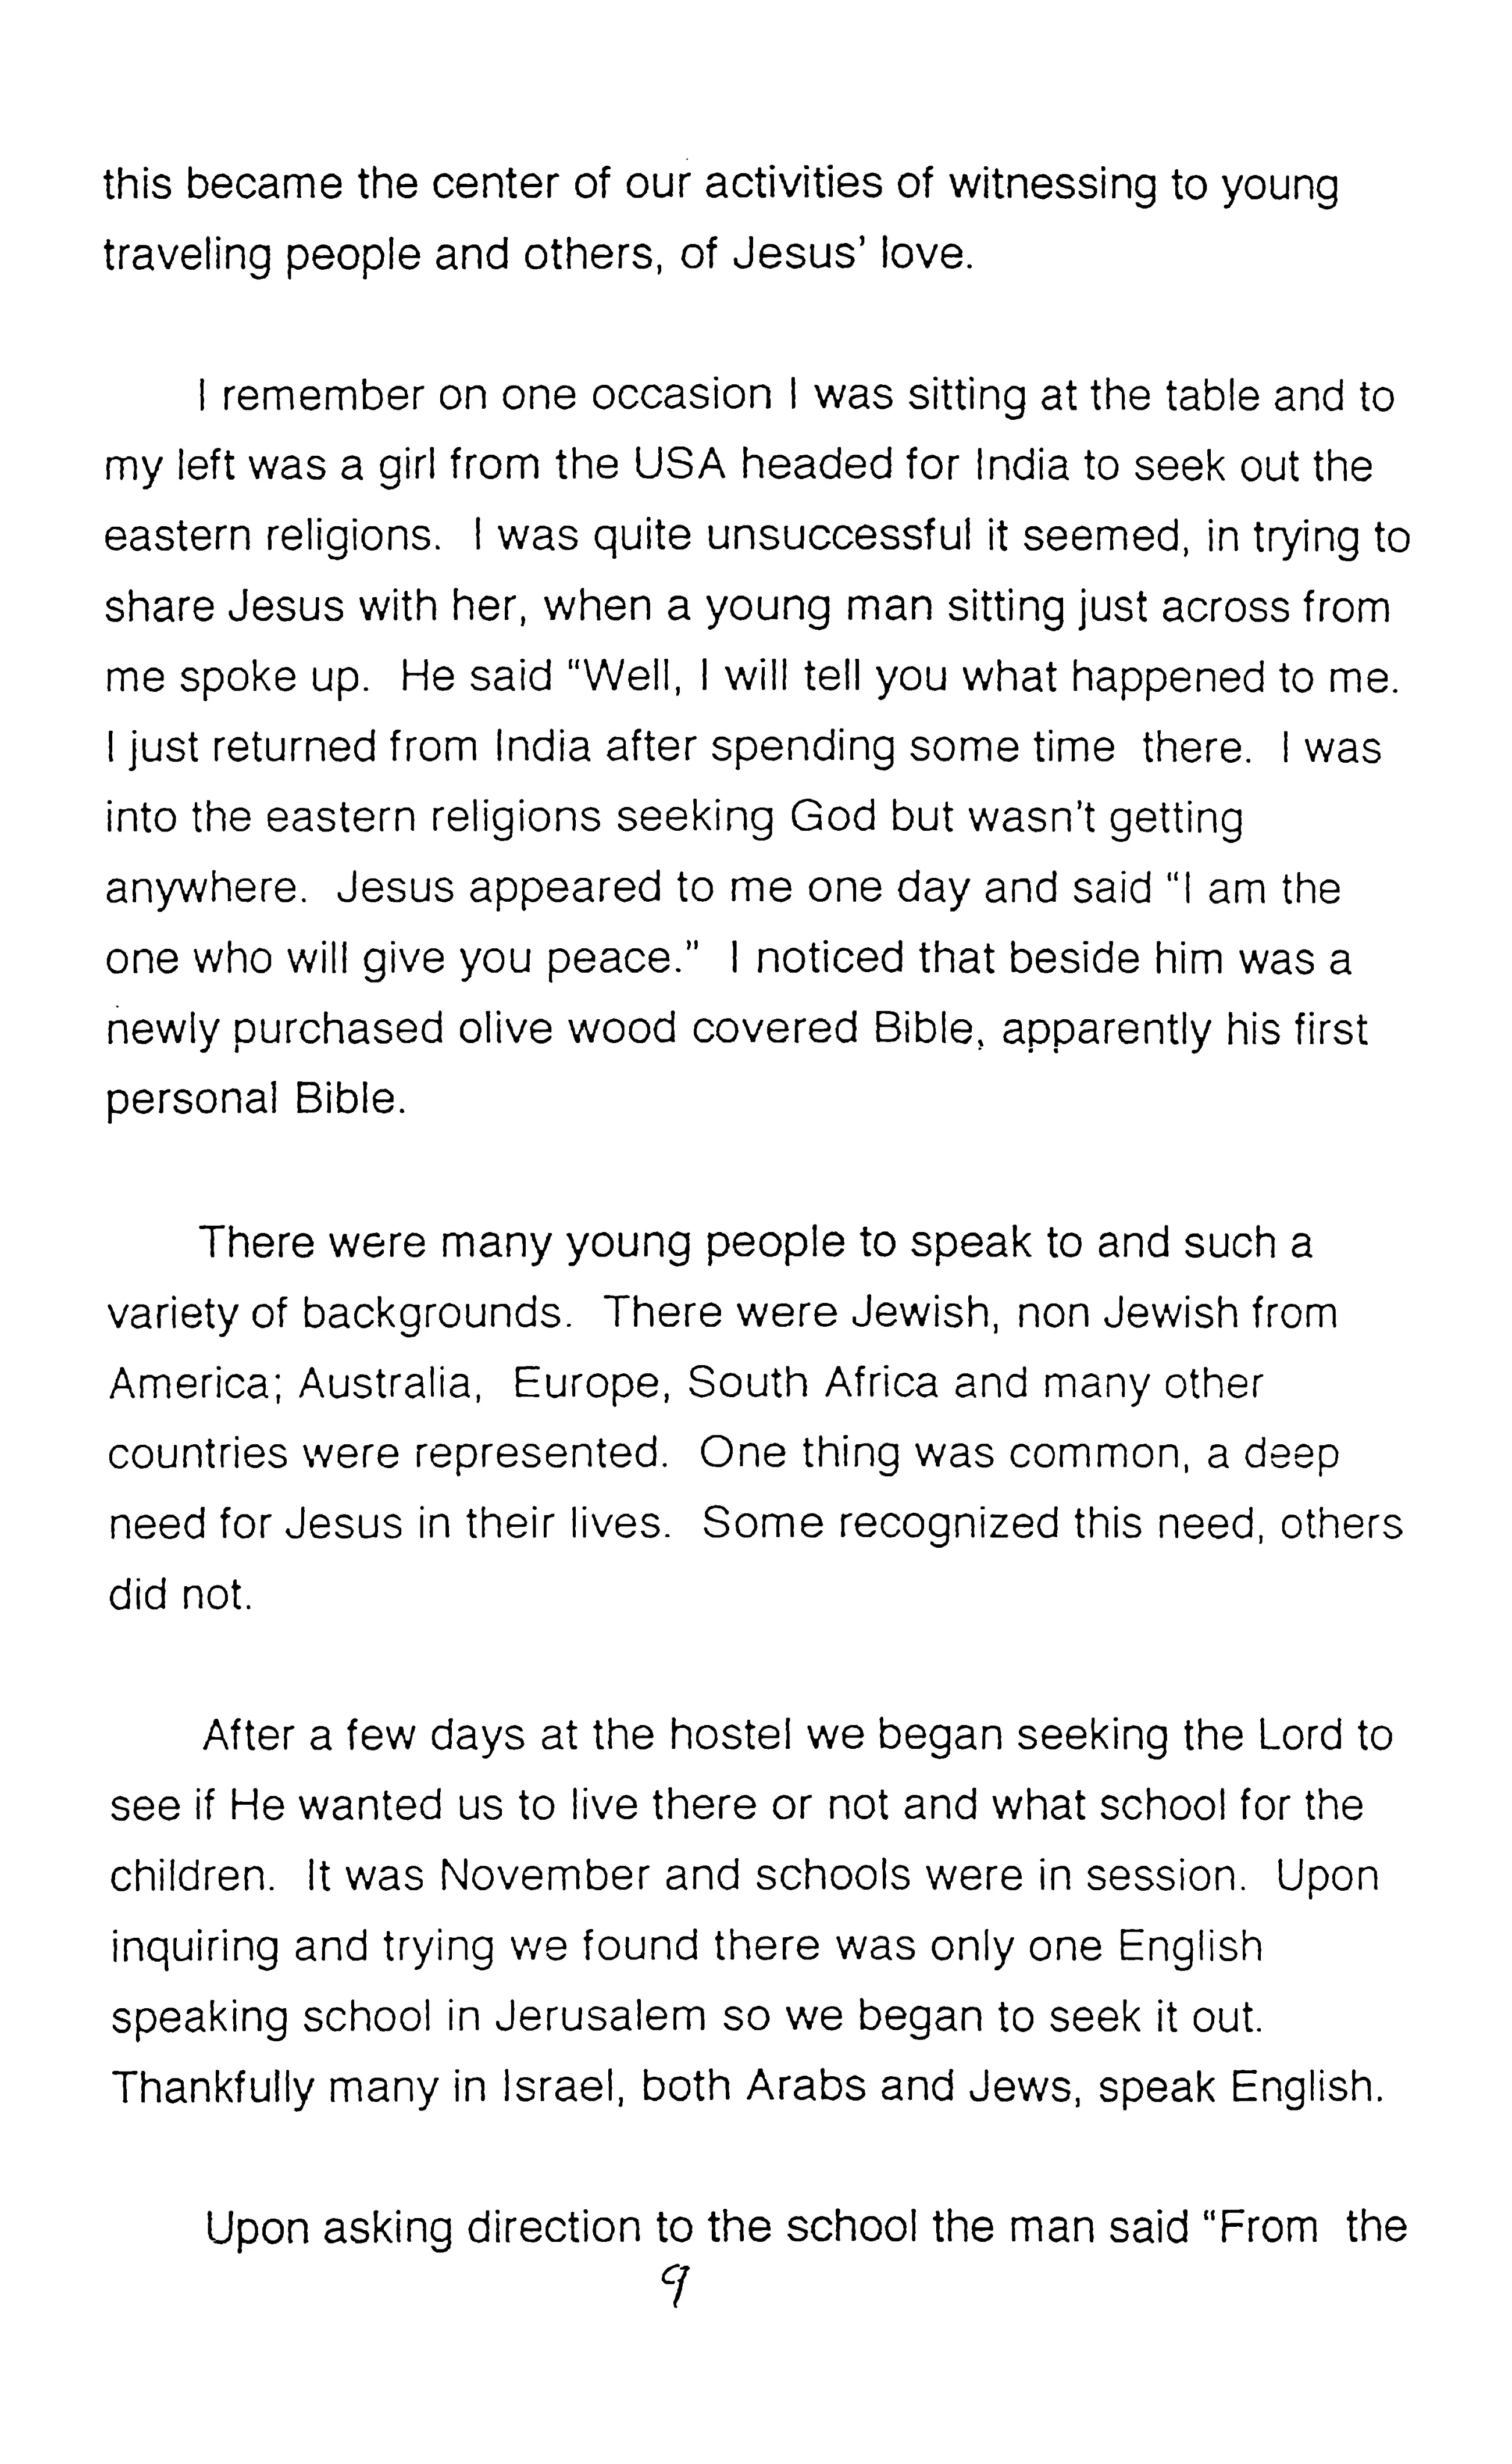 this became the center of our activities of witnessing to young
traveling people and others, of Jesus' love.
I remember on one occasion I was sitting at the table and to
my left was a girl from the USA headed for India to seek out the
eastern religions. I was quite unsuccessful it seemed, in trying to
share Jesus with her, when a young man sitting just across from
me spoke up. He said "Well, I will tell you what happened to me.
I just returned from India after spending some time there. I was
into the eastern religions seeking God but wasn't getting
anywhere. Jesus appeared to me one day and said "I am the
one who will give you peace." I noticed that beside him was a
newly purchased olive wood covered Bible, apparently his first
personal Bible.
There were many young people to speak to and such a
variety of backgrounds. There were Jewish, non Jewish from
America; Australia, Europe, South Africa and many other
countries were represented. One thing was common, a deep
need for Jesus in their lives. Some recognized this need, others
did not.
After a few days at the hostel we began seeking the Lord to
see if He wanted us to live there or not and what school for the
children. It was November and schools were in session. Upon
inquiring and trying we found there was only one English
speaking school in Jerusalem so we began to seek it out.
Thankfully many in Israel, both Arabs and Jews, speak English.
Upon asking direction to the school the man said "From the
9